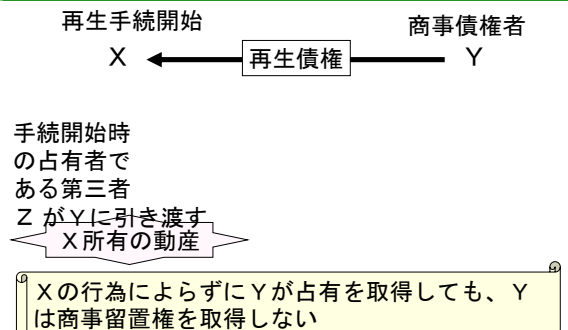 再生手続開始
商事債権者
X
再生債権
Y
手続開始時
の占有者で
ある第三者
Z がYに引き渡す
X所有の動産
Xの行為によらずにYが占有を取得しても、Y
は商事留置権を取得しない